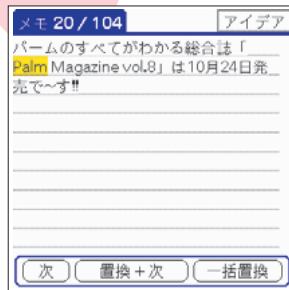 メモ 20 / 104
アイデア
パームのすべてがわかる総合誌「
Palm Magazine vol.8」は10月24日発
売で〜す!!
次
置換+次
一括置換